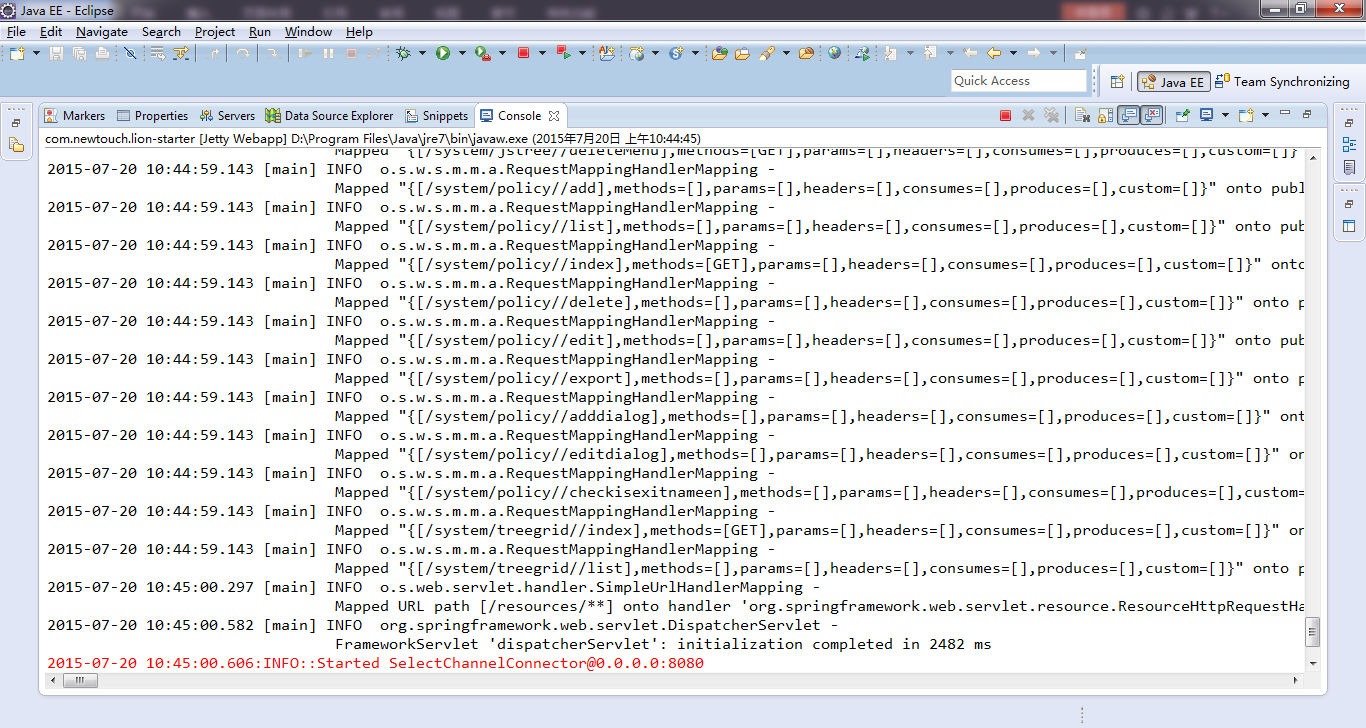 Java EE - Eclipse
File Edit Navigate Search Project Run Window Help
Quick Access
Java EE
Team Synchronizing
Markers Properties Servers Data Source Explorer Snippets Console
com.newtouch.lion-starter [Jetty Webapp] D:\Program Files\Java\jre7\bin\javaw.exe (2015年7月20日 上午10:44:45)
Mapped "{[/system/jstree//deleteMenu],methods=[GET],params=[],headers=[],consumes=[],produces=[],custom=[]}"
2015-07-20 10:44:59.143 [main] INFO  o.s.w.s.m.m.a.RequestMappingHandlerMapping -
Mapped "{[/system/policy//add],methods=[],params=[],headers=[],consumes=[],produces=[],custom=[]}" onto publ
2015-07-20 10:44:59.143 [main] INFO  o.s.w.s.m.m.a.RequestMappingHandlerMapping -
Mapped "{[/system/policy//list],methods=[],params=[],headers=[],consumes=[],produces=[],custom=[]}" onto pub
2015-07-20 10:44:59.143 [main] INFO  o.s.w.s.m.m.a.RequestMappingHandlerMapping -
Mapped "{[/system/policy//index],methods=[GET],params=[],headers=[],consumes=[],produces=[],custom=[]}" onto
2015-07-20 10:44:59.143 [main] INFO  o.s.w.s.m.m.a.RequestMappingHandlerMapping -
Mapped "{[/system/policy//delete],methods=[],params=[],headers=[],consumes=[],produces=[],custom=[]}" onto p
2015-07-20 10:44:59.143 [main] INFO  o.s.w.s.m.m.a.RequestMappingHandlerMapping -
Mapped "{[/system/policy//edit],methods=[],params=[],headers=[],consumes=[],produces=[],custom=[]}" onto pub
2015-07-20 10:44:59.143 [main] INFO  o.s.w.s.m.m.a.RequestMappingHandlerMapping -
Mapped "{[/system/policy//export],methods=[],params=[],headers=[],consumes=[],produces=[],custom=[]}" onto p
2015-07-20 10:44:59.143 [main] INFO  o.s.w.s.m.m.a.RequestMappingHandlerMapping -
Mapped "{[/system/policy//adddialog],methods=[],params=[],headers=[],consumes=[],produces=[],custom=[]}" ont
2015-07-20 10:44:59.143 [main] INFO  o.s.w.s.m.m.a.RequestMappingHandlerMapping -
Mapped "{[/system/policy//editdialog],methods=[],params=[],headers=[],consumes=[],produces=[],custom=[]}" on
2015-07-20 10:44:59.143 [main] INFO  o.s.w.s.m.m.a.RequestMappingHandlerMapping -
Mapped "{[/system/policy//checkisexitnameen],methods=[],params=[],headers=[],consumes=[],produces=[],custom=
2015-07-20 10:44:59.143 [main] INFO  o.s.w.s.m.m.a.RequestMappingHandlerMapping -
Mapped "{[/system/treegrid//index],methods=[GET],params=[],headers=[],consumes=[],produces=[],custom=[]}" on
2015-07-20 10:44:59.143 [main] INFO  o.s.w.s.m.m.a.RequestMappingHandlerMapping -
Mapped "{[/system/treegrid//list],methods=[],params=[],headers=[],consumes=[],produces=[],custom=[]}" onto p
2015-07-20 10:45:00.297 [main] INFO  o.s.web.servlet.handler.SimpleUrlHandlerMapping -
Mapped URL path [/resources/**] onto handler 'org.springframework.web.servlet.resource.ResourceHttpRequestHa
2015-07-20 10:45:00.582 [main] INFO  org.springframework.web.servlet.DispatcherServlet -
FrameworkServlet 'dispatcherServlet': initialization completed in 2482 ms
2015-07-20 10:45:00.606:INFO::Started SelectChannelConnector@0.0.0.0:8080